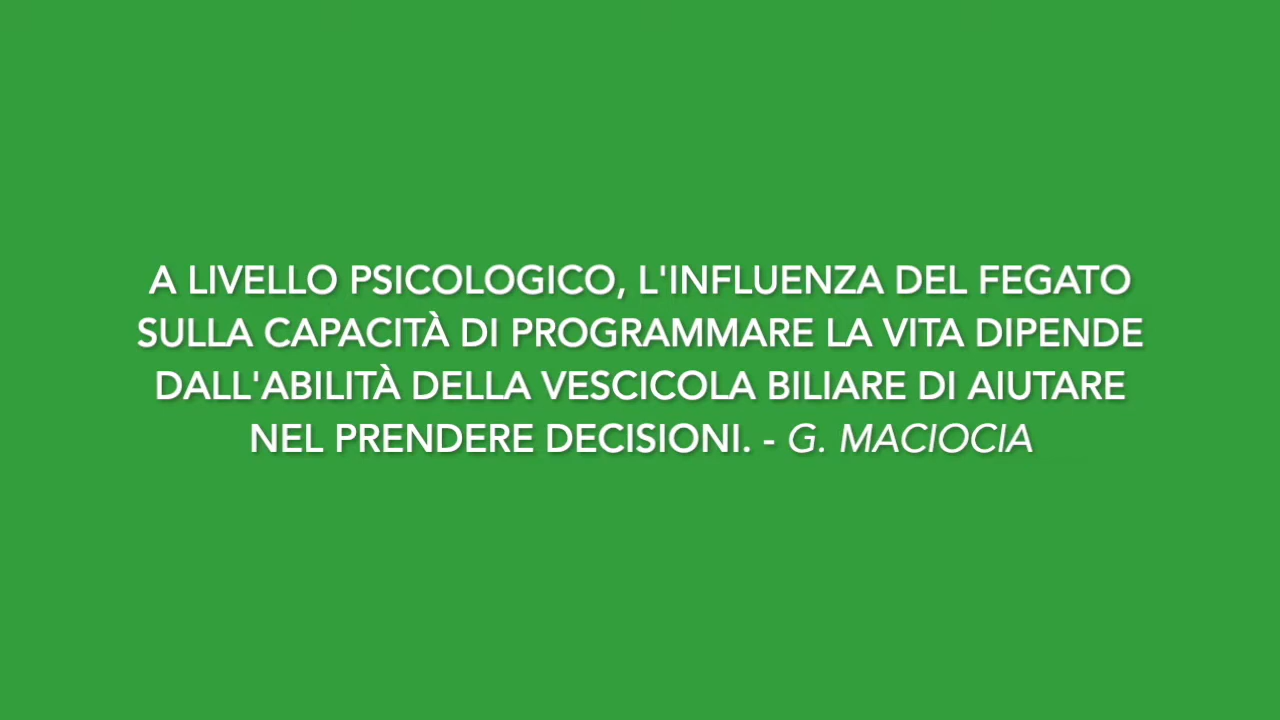 A LIVELLO PSICOLOGICO, L'INFLUENZA DEL FEGATO
SULLA CAPACITÀ DI PROGRAMMARE LA VITA DIPENDE
DALL'ABILITÀ DELLA VESCICOLA BILIARE DI AIUTARE
NEL PRENDERE DECISIONI. - G. MACIOCIA